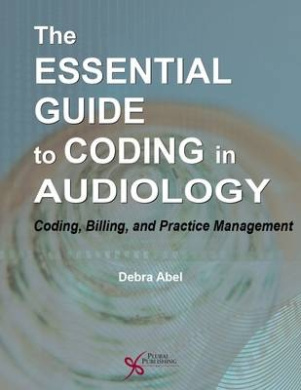 The
ESSENTIAL
GUIDE
to CODING in
AUDIOLOGY
Coding, Billing, and Practice Management
Debra Abel
PLURAL
PUBLISHING